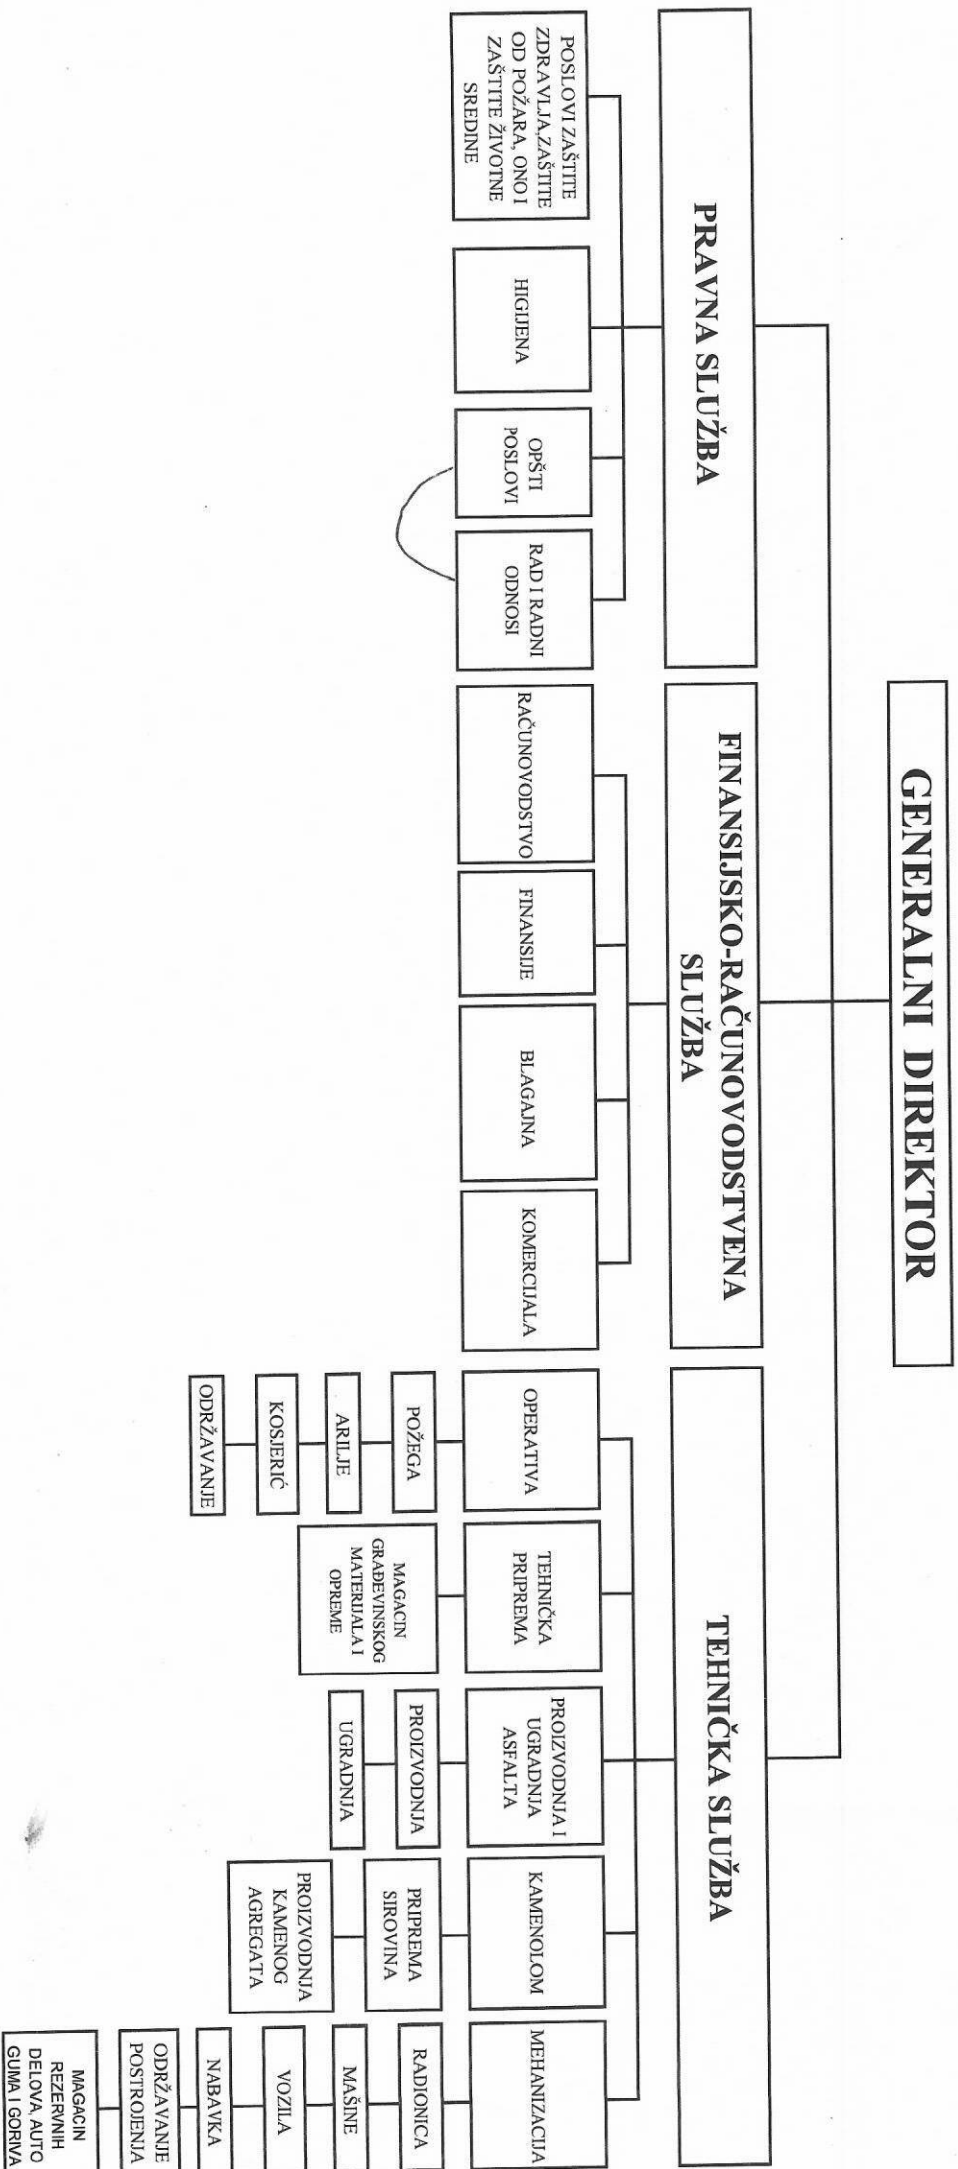 GENERALNI DIREKTOR
PRAVNA SLUŽBA
FINANSIJSKO-RAČUNOVODSTVENA
SLUŽBA
TEHNIČKA SLUŽBA
POSLOVI ZAŠTITE
ZDRAVLJA,ZAŠTITE
OD POŽARA, ONO I
ZAŠTITE ŽIVOTNE
SREDINE
HIGIJENA
OPŠTI
POSLOVI
RAD I RADNI
ODNOSI
RAČUNOVODSTVO
FINANSIJE
BLAGAJNA
KOMERCIJALA
OPERATIVA
POŽEGA
ARILJE
KOSJERIĆ
ODRŽAVANJE
TEHNIČKA
PRIPREMA
MAGACIN
GRAĐEVINSKOG
MATERIJALA I
OPREME
PROIZVODNJA I
UGRADNJA
ASFALTA
PROIZVODNJA
UGRADNJA
KAMENOLOM
PRIPREMA
SIROVINA
PROIZVODNJA
KAMENOG
AGREGATA
MEHANIZACIJA
RADIONICA
MAŠINE
VOZILA
NABAVKA
ODRŽAVANJE
POSTROJENJA
MAGACIN
REZERVNIH
DELOVA, AUTO
GUMA I GORIVA